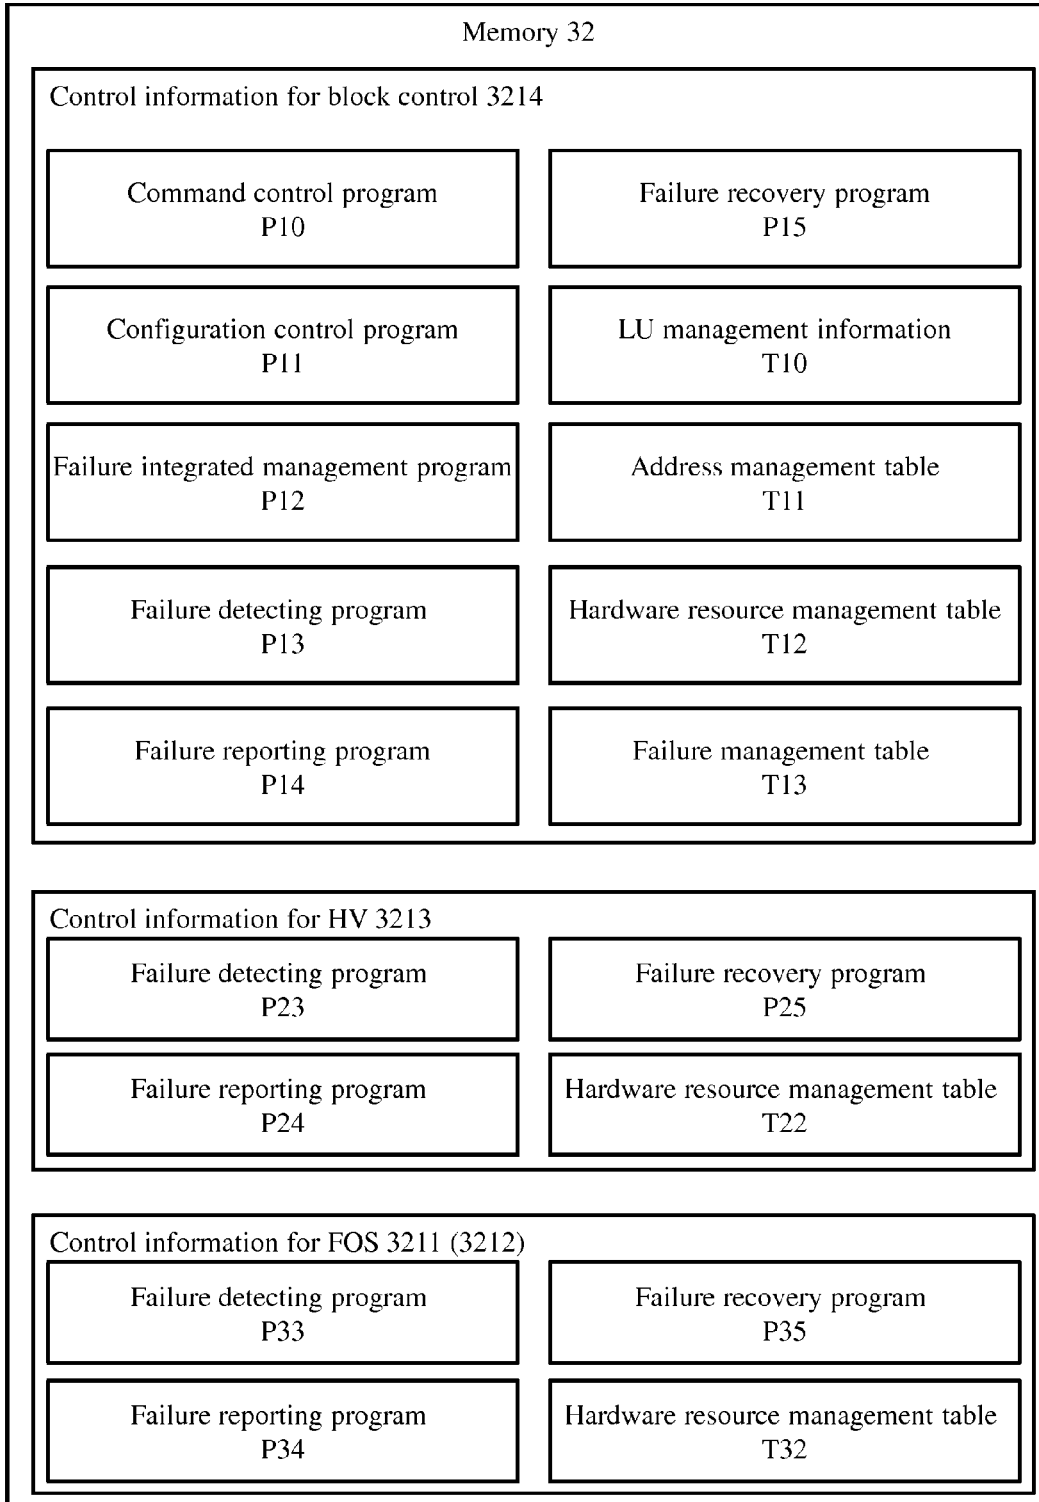 Memory 32
Control information for block control 3214
Command control program
P10
Failure recovery program
P15
Configuration control program
P11
LU management information
T10
Failure integrated management program
P12
Address management table
T11
Failure detecting program
P13
Hardware resource management table
T12
Failure reporting program
P14
Failure management table
T13
Control information for HV 3213
Failure detecting program
P23
Failure recovery program
P25
Failure reporting program
P24
Hardware resource management table
T22
Control information for FOS 3211 (3212)
Failure detecting program
P33
Failure recovery program
P35
Failure reporting program
P34
Hardware resource management table
T32